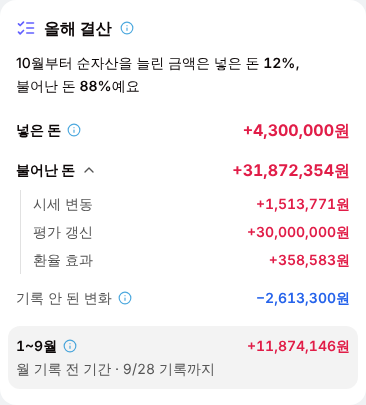 올해 결산
10월부터 순자산을 늘린 금액은 넣은 돈 12%,
불어난 돈 88%예요
넣은 돈 +4,300,000원
불어난 돈 +31,872,354원
시세 변동 +1,513,771원
평가 갱신 +30,000,000원
환율 효과 +358,583원
기록 안 된 변화 −2,613,300원
1~9월 +11,874,146원
월 기록 전 기간 · 9/28 기록까지